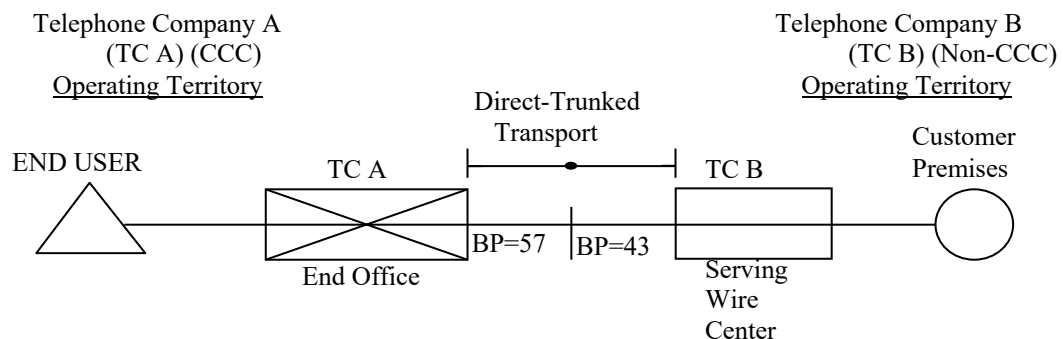 Telephone Company A
(TC A) (CCC)
Operating Territory
Telephone Company B
(TC B) (Non-CCC)
Operating Territory
Direct-Trunked
Transport
END USER
TC A
TC B
Customer
Premises
BP=57
BP=43
End Office
Serving
Wire
Center